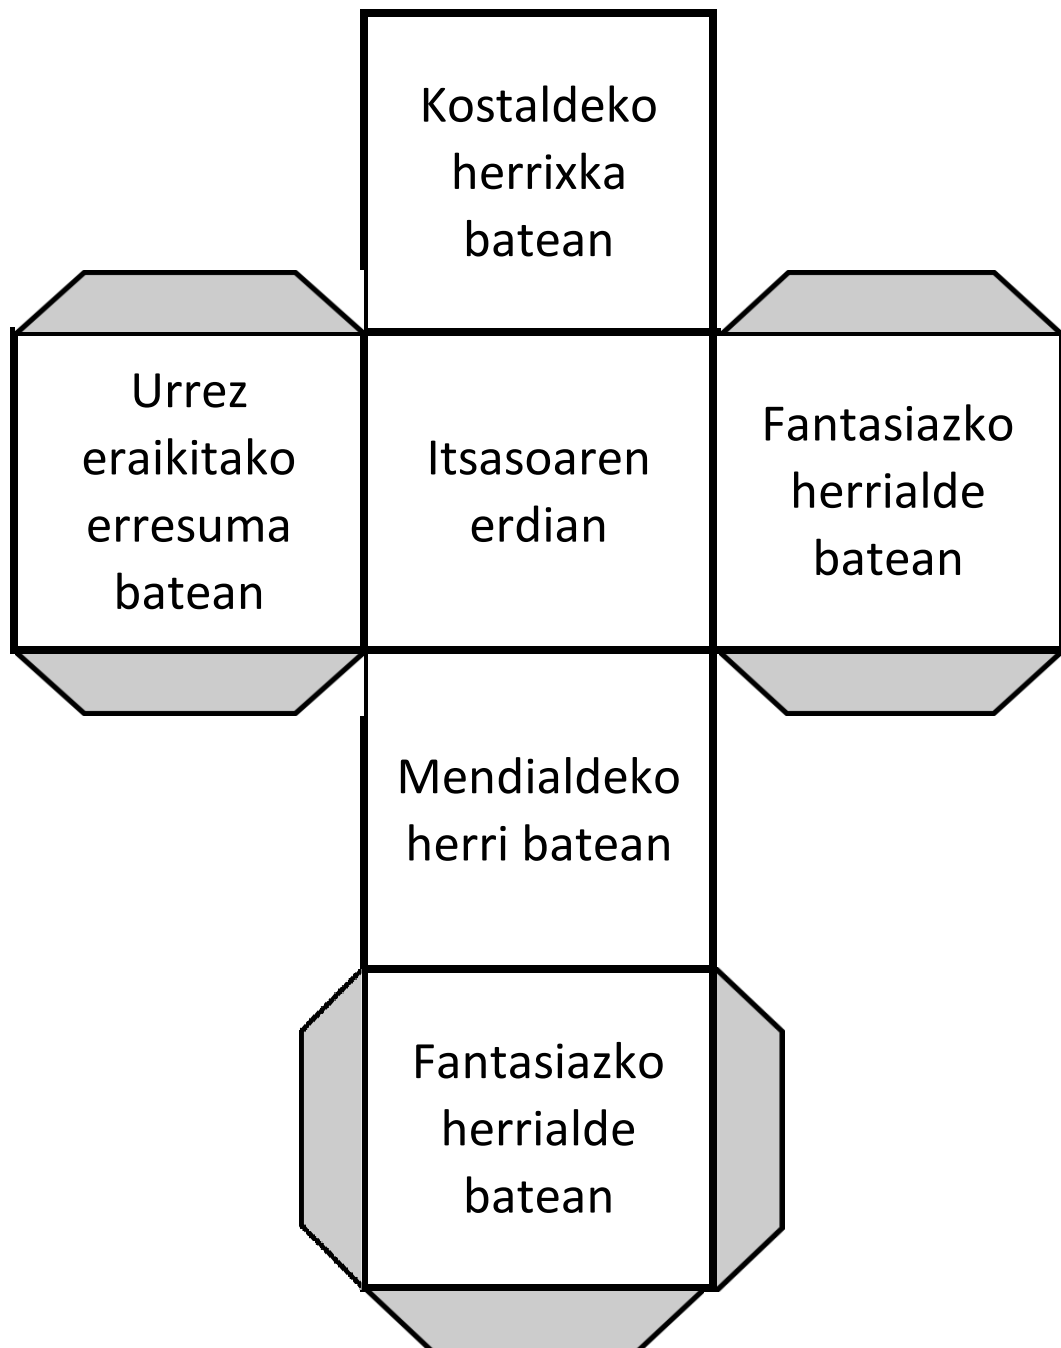 Kostaldeko
herrixka
batean
Urrez
eraikitako
erresuma
batean
Itsasoaren
erdian
Fantasiazko
herrialde
batean
Mendialdeko
herri batean
Fantasiazko
herrialde
batean